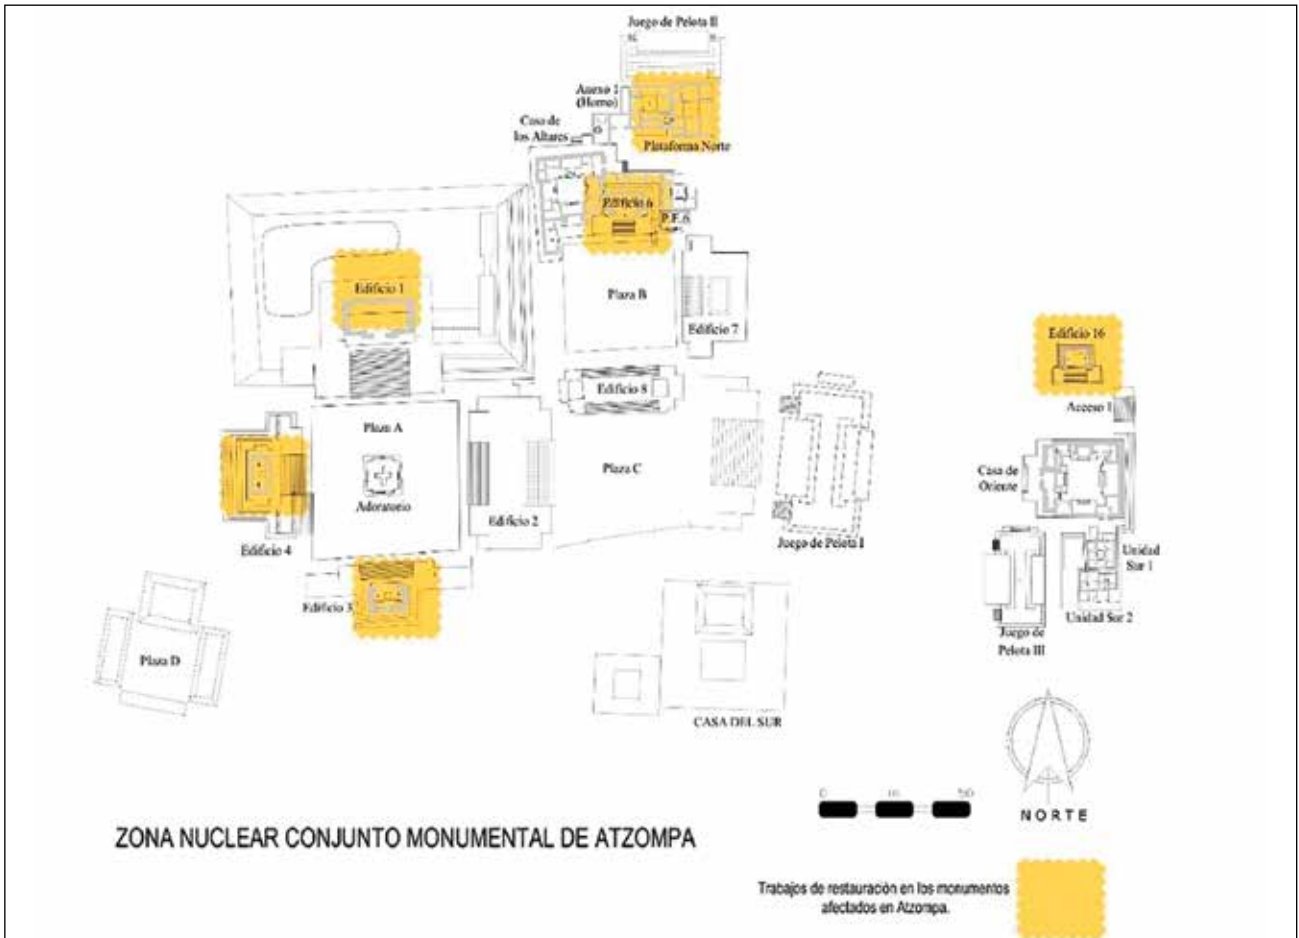 Juego de Pelota II
Anexo 1
(Horno)
Casa de
los Altares
Plataforma Norte
Edificio 6
P.E.6
Edificio 1
Plaza B
Edificio 7
Edificio 16
Edificio 8
Acceso 1
Plaza A
Plaza C
Casa de
Oriente
Adoratorio
Edificio 2
Edificio 4
Juego de Pelota I
Unidad
Sur 1
Edificio 3
Unidad Sur 2
Juego de
Pelota III
Plaza D
CASA DEL SUR
0 m 50
NORTE
ZONA NUCLEAR CONJUNTO MONUMENTAL DE ATZOMPA
Trabajos de restauración en los monumentos
afectados en Atzompa.